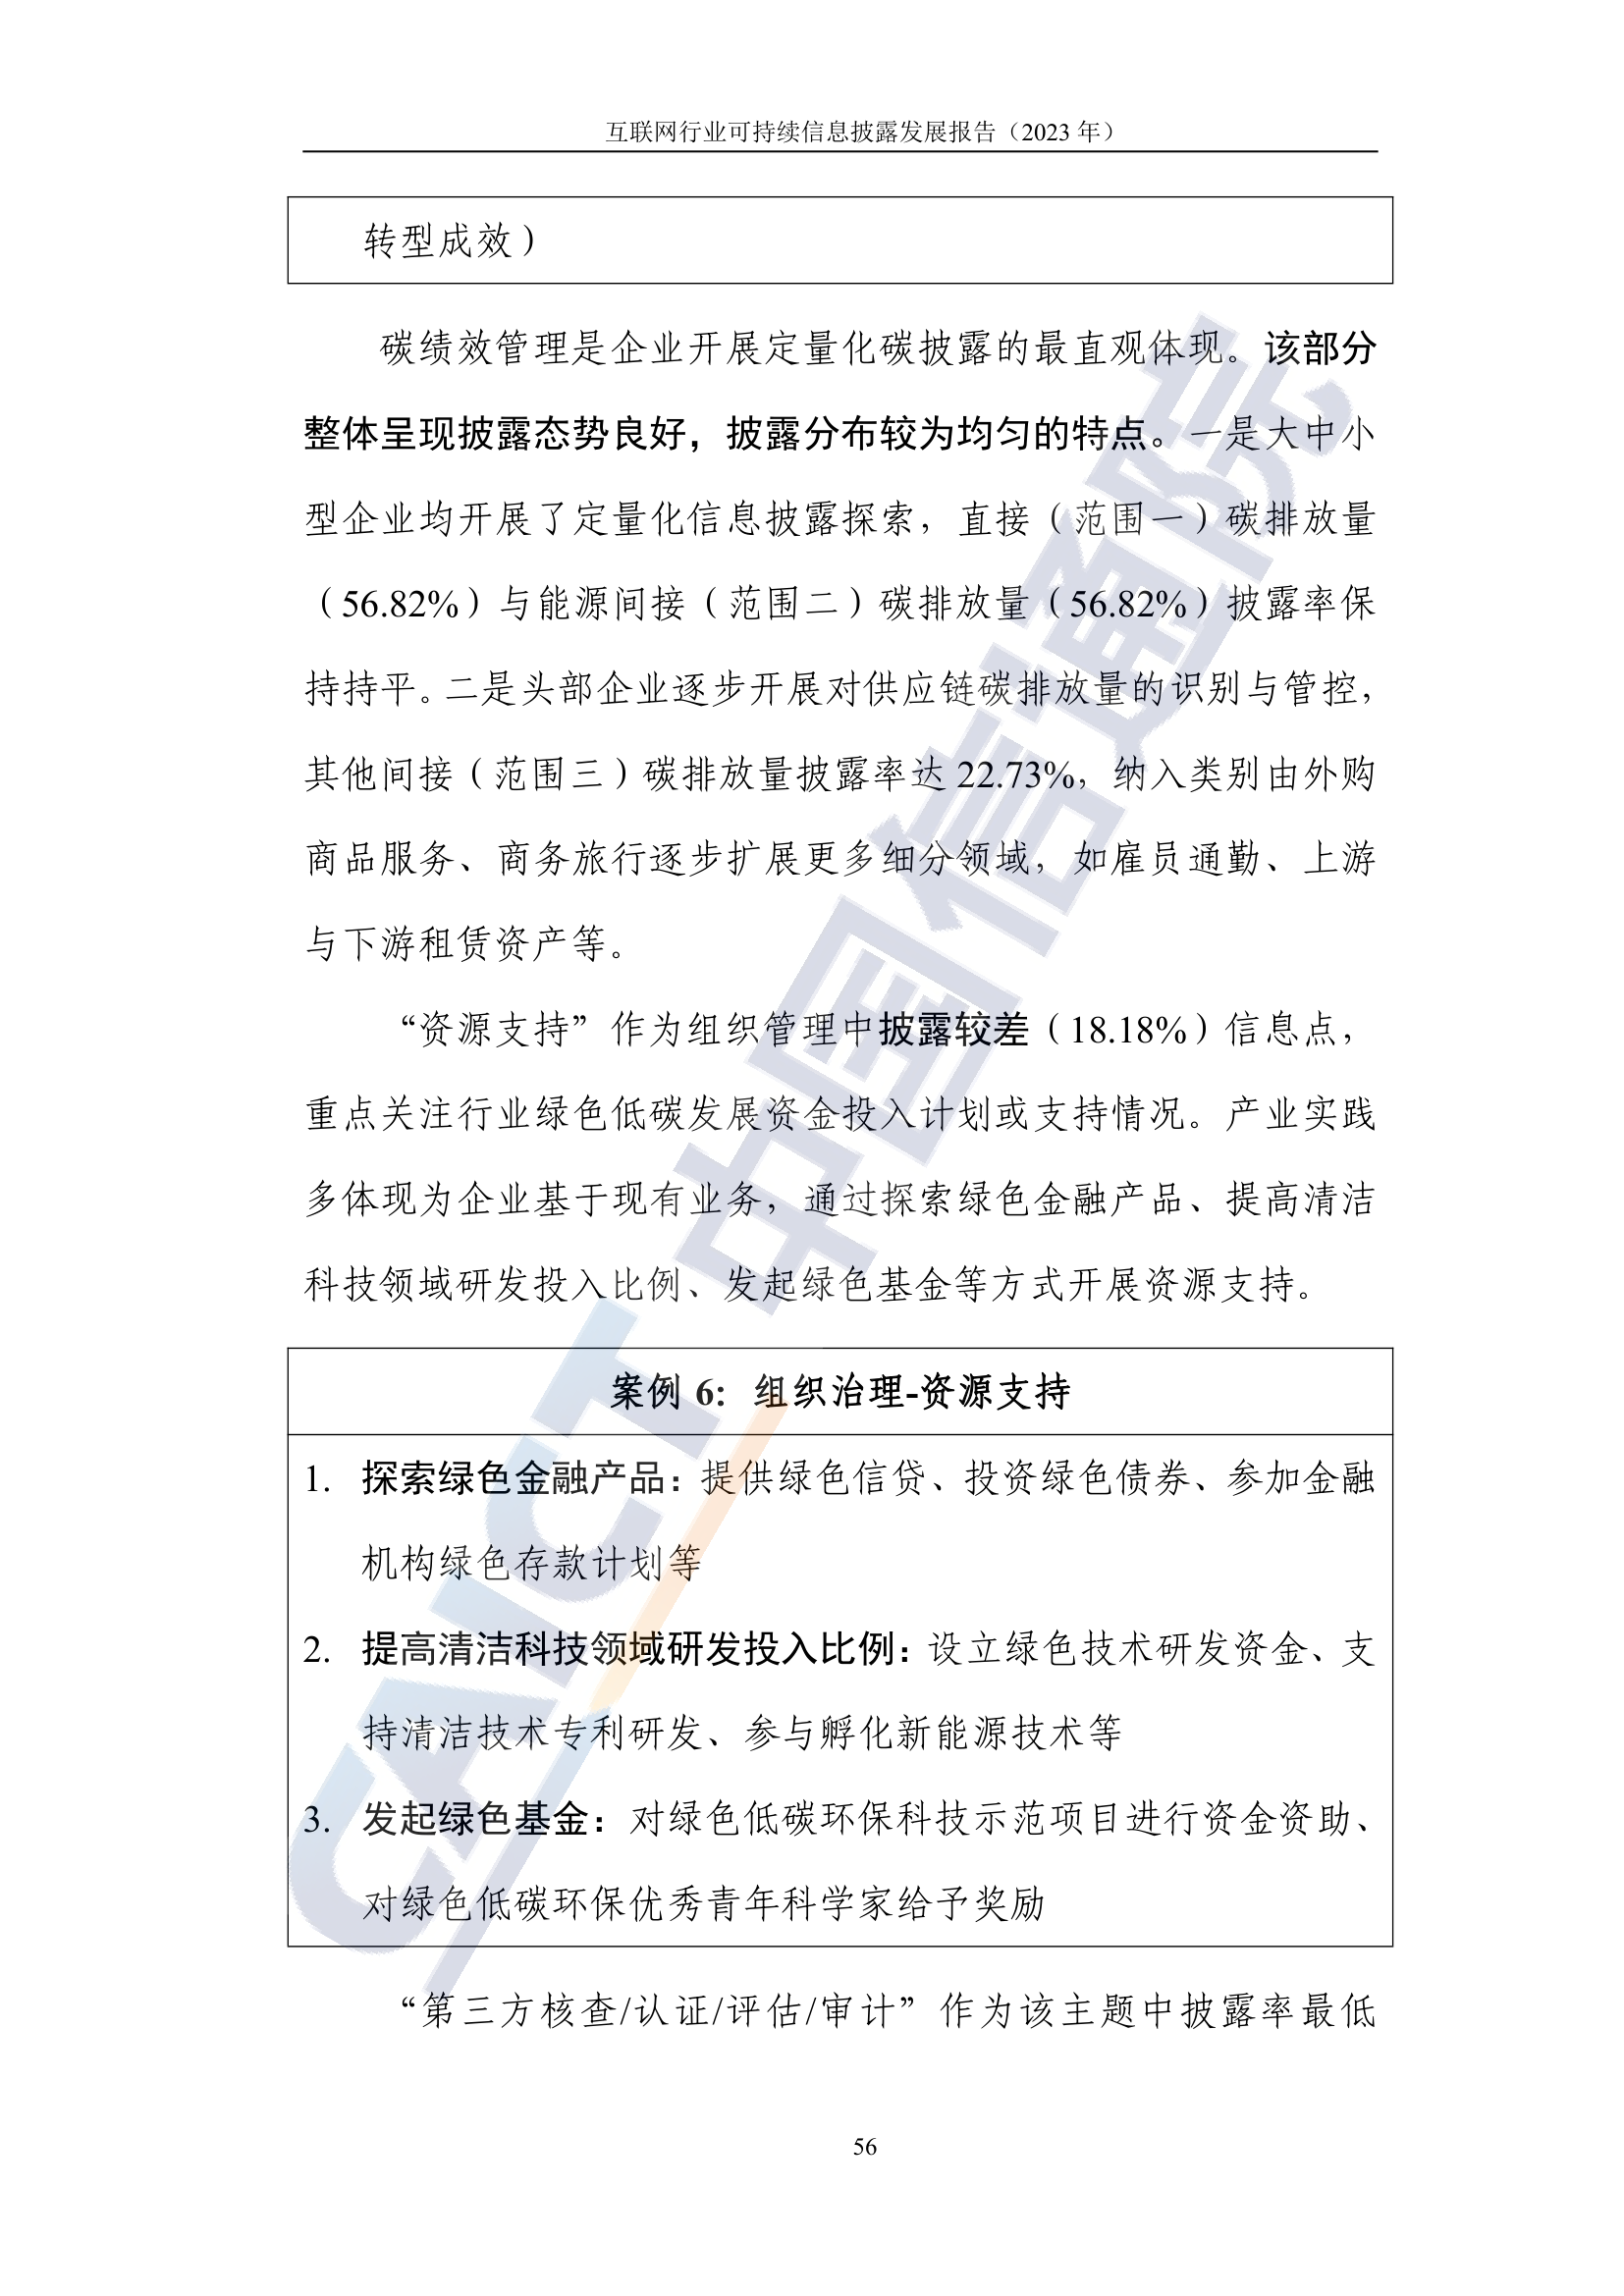 互联网行业可持续信息披露发展报告（2023 年）
转型成效）
碳绩效管理是企业开展定量化碳披露的最直观体现。该部分
整体呈现披露态势良好，披露分布较为均匀的特点。一是大中小
型企业均开展了定量化信息披露探索，直接（范围一）碳排放量
（56.82%）与能源间接（范围二）碳排放量（56.82%）披露率保
持持平。二是头部企业逐步开展对供应链碳排放量的识别与管控，
其他间接（范围三）碳排放量披露率达 22.73%，纳入类别由外购
商品服务、商务旅行逐步扩展更多细分领域，如雇员通勤、上游
与下游租赁资产等。
“资源支持”作为组织管理中披露较差（18.18%）信息点，
重点关注行业绿色低碳发展资金投入计划或支持情况。产业实践
多体现为企业基于现有业务，通过探索绿色金融产品、提高清洁
科技领域研发投入比例、发起绿色基金等方式开展资源支持。
案例 6：组织治理-资源支持
1. 探索绿色金融产品：提供绿色信贷、投资绿色债券、参加金融
机构绿色存款计划等
2. 提高清洁科技领域研发投入比例：设立绿色技术研发资金、支
持清洁技术专利研发、参与孵化新能源技术等
3. 发起绿色基金：对绿色低碳环保科技示范项目进行资金资助、
对绿色低碳环保优秀青年科学家给予奖励
“第三方核查/认证/评估/审计”作为该主题中披露率最低
56
CAICT 中国信通院